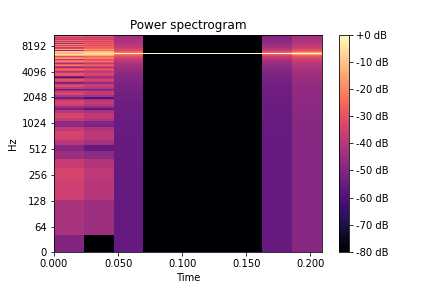 Power spectrogram
Hz
8192
4096
2048
1024
512
256
128
64
0
0.000 0.050 0.100 0.150 0.200
Time
+0 dB
-10 dB
-20 dB
-30 dB
-40 dB
-50 dB
-60 dB
-70 dB
-80 dB